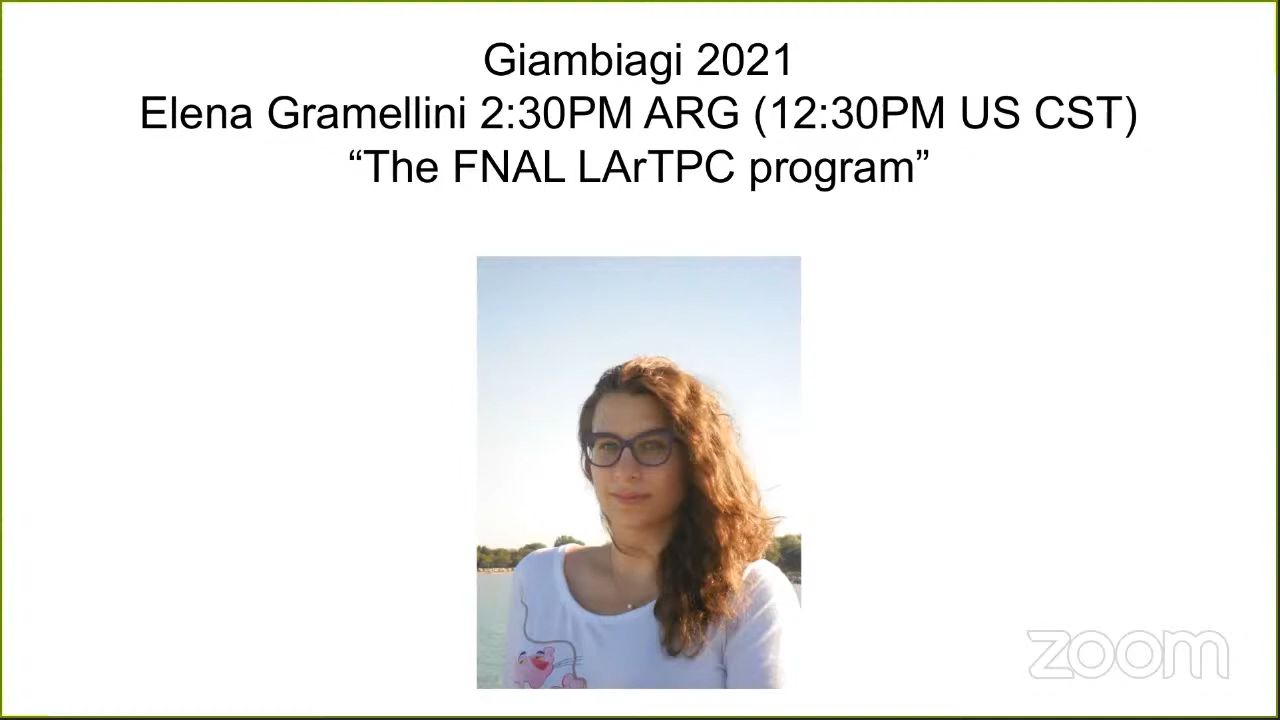 Giambiagi 2021
Elena Gramellini 2:30PM ARG (12:30PM US CST)
“The FNAL LArTPC program”
zoom